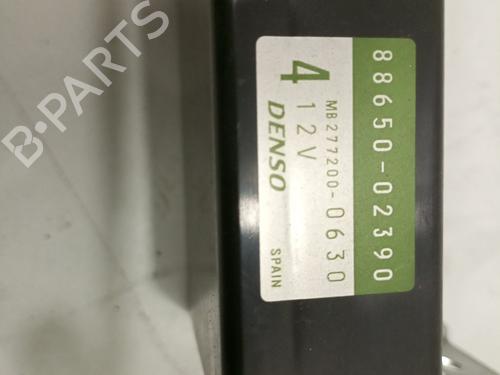 88650-02390
MB277200-0630
4 12V
DENSO
SPAIN
B-PARTS